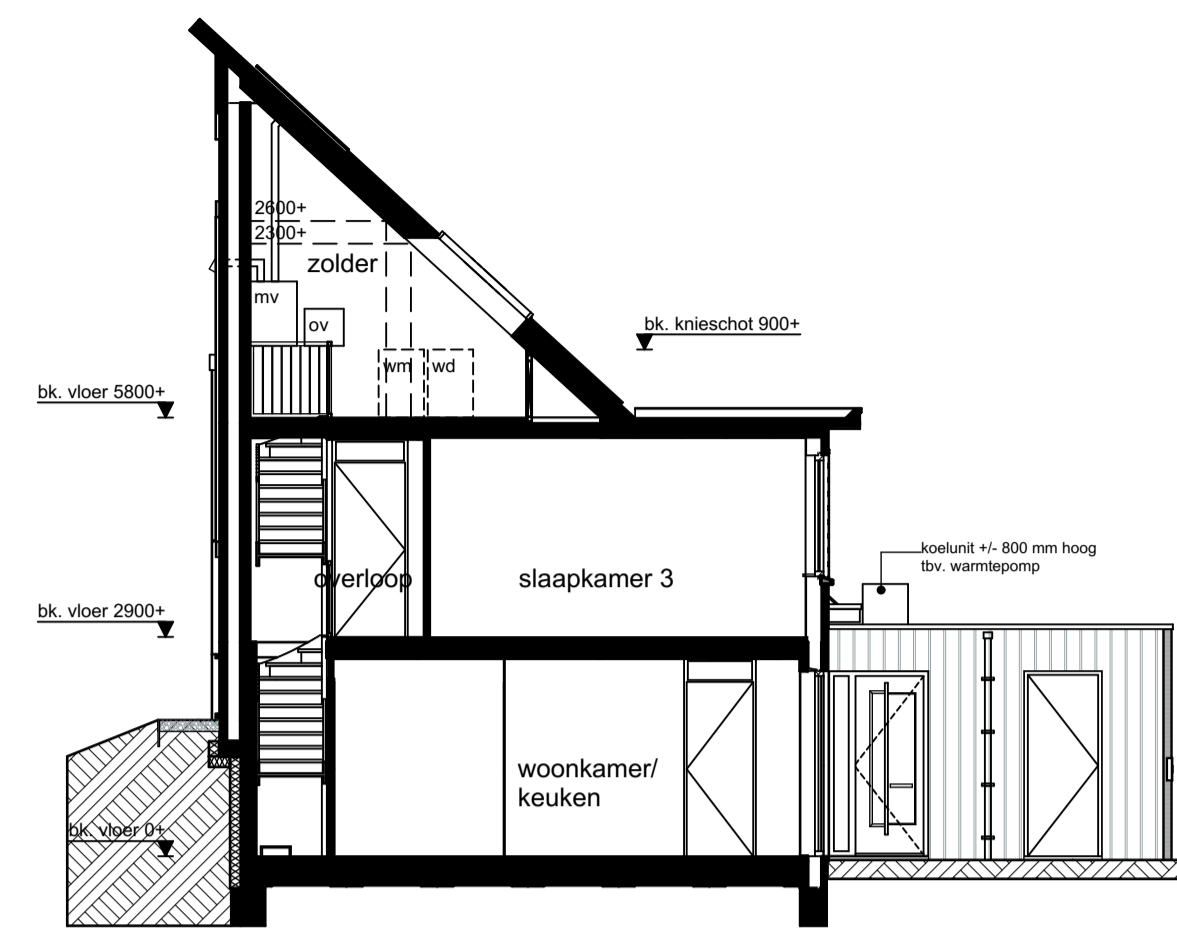 2600+
2300+
zolder
mv
ov
bk. knieschot 900+
wm
wd
bk. vloer 5800+
koelunit +/- 800 mm hoog
tbv. warmtepomp
overloop
slaapkamer 3
bk. vloer 2900+
woonkamer/
keuken
bk. vloer 0+